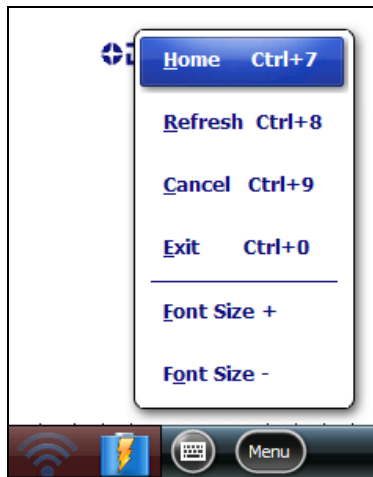 Home Ctrl+7
Refresh Ctrl+8
Cancel Ctrl+9
Exit Ctrl+0
Font Size +
Font Size -
Menu